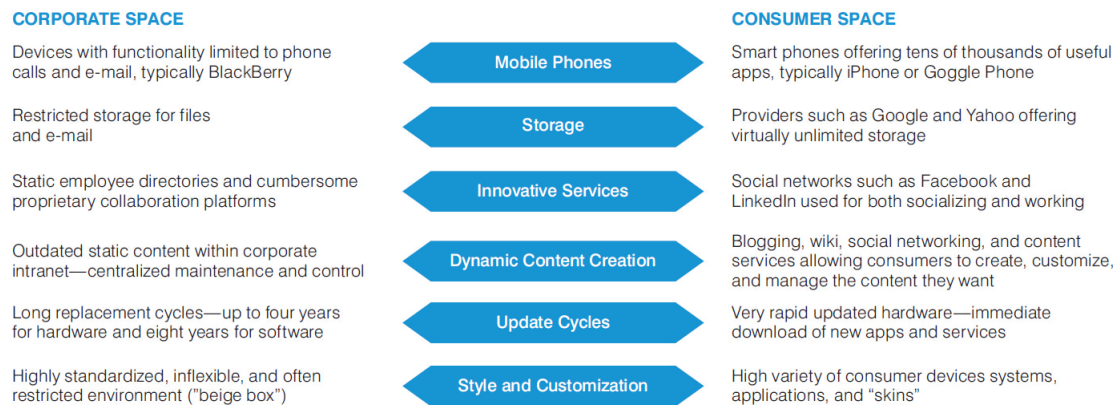 CORPORATE SPACE
CONSUMER SPACE
Devices with functionality limited to phone
calls and e-mail, typically BlackBerry
Mobile Phones
Smart phones offering tens of thousands of useful
apps, typically iPhone or Goggle Phone
Restricted storage for files
and e-mail
Storage
Providers such as Google and Yahoo offering
virtually unlimited storage
Static employee directories and cumbersome
proprietary collaboration platforms
Innovative Services
Social networks such as Facebook and
LinkedIn used for both socializing and working
Outdated static content within corporate
intranet—centralized maintenance and control
Dynamic Content Creation
Blogging, wiki, social networking, and content
services allowing consumers to create, customize,
and manage the content they want
Long replacement cycles—up to four years
for hardware and eight years for software
Update Cycles
Very rapid updated hardware—immediate
download of new apps and services
Highly standardized, inflexible, and often
restricted environment ("beige box")
Style and Customization
High variety of consumer devices systems,
applications, and “skins”